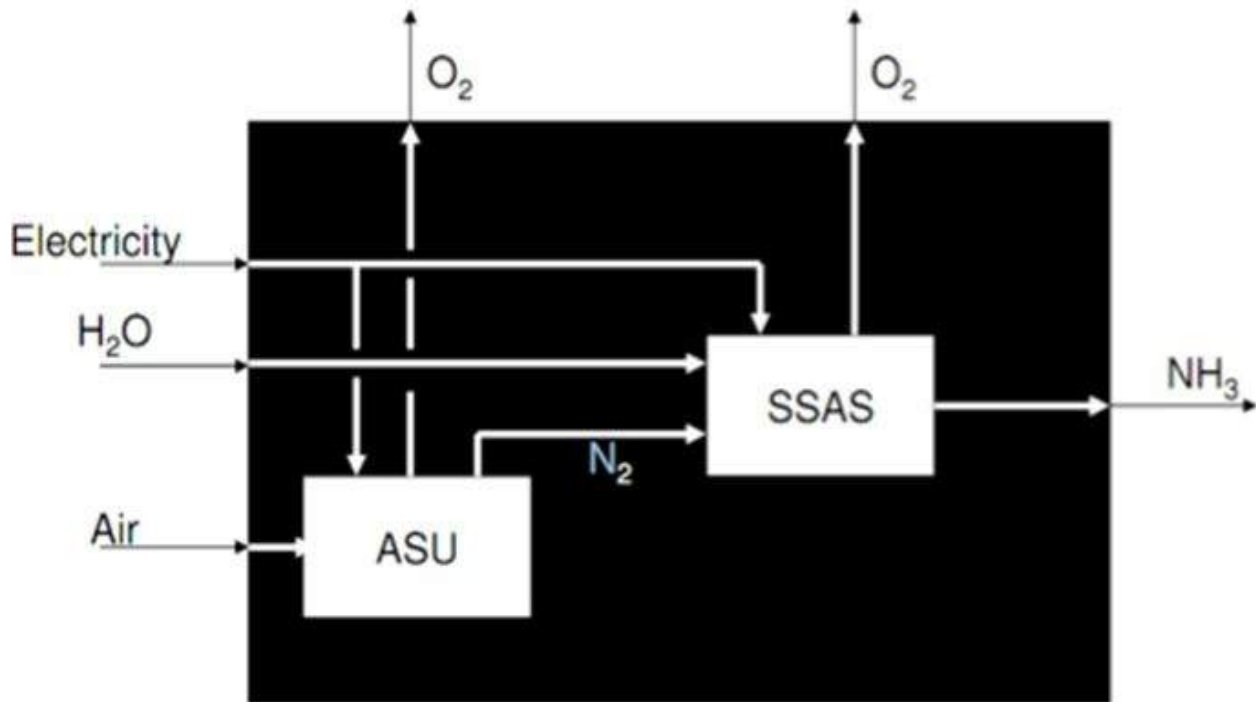 O₂
O₂
Electricity
H₂O
NH₃
SSAS
N₂
Air
ASU